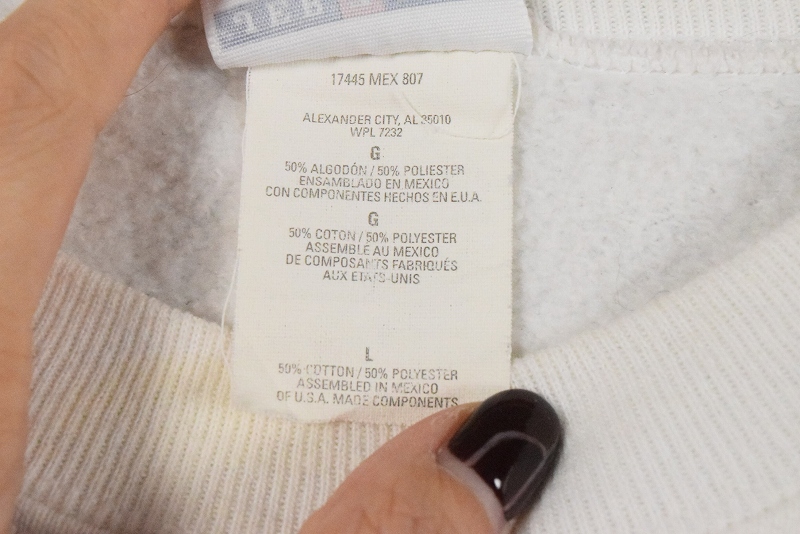 17445 MEX 807
ALEXANDER CITY, AL 35010
WPL 7232
G
50% ALGODÓN / 50% POLIESTER
ENSAMBLADO EN MEXICO
CON COMPONENTES HECHOS EN E.U.A.
G
50% COTON / 50% POLYESTER
ASSEMBLE AU MEXICO
DE COMPOSANTS FABRIQUÉS
AUX ETATS-UNIS
L
50% COTTON / 50% POLYESTER
ASSEMBLED IN MEXICO
OF U.S.A. MADE COMPONENTS